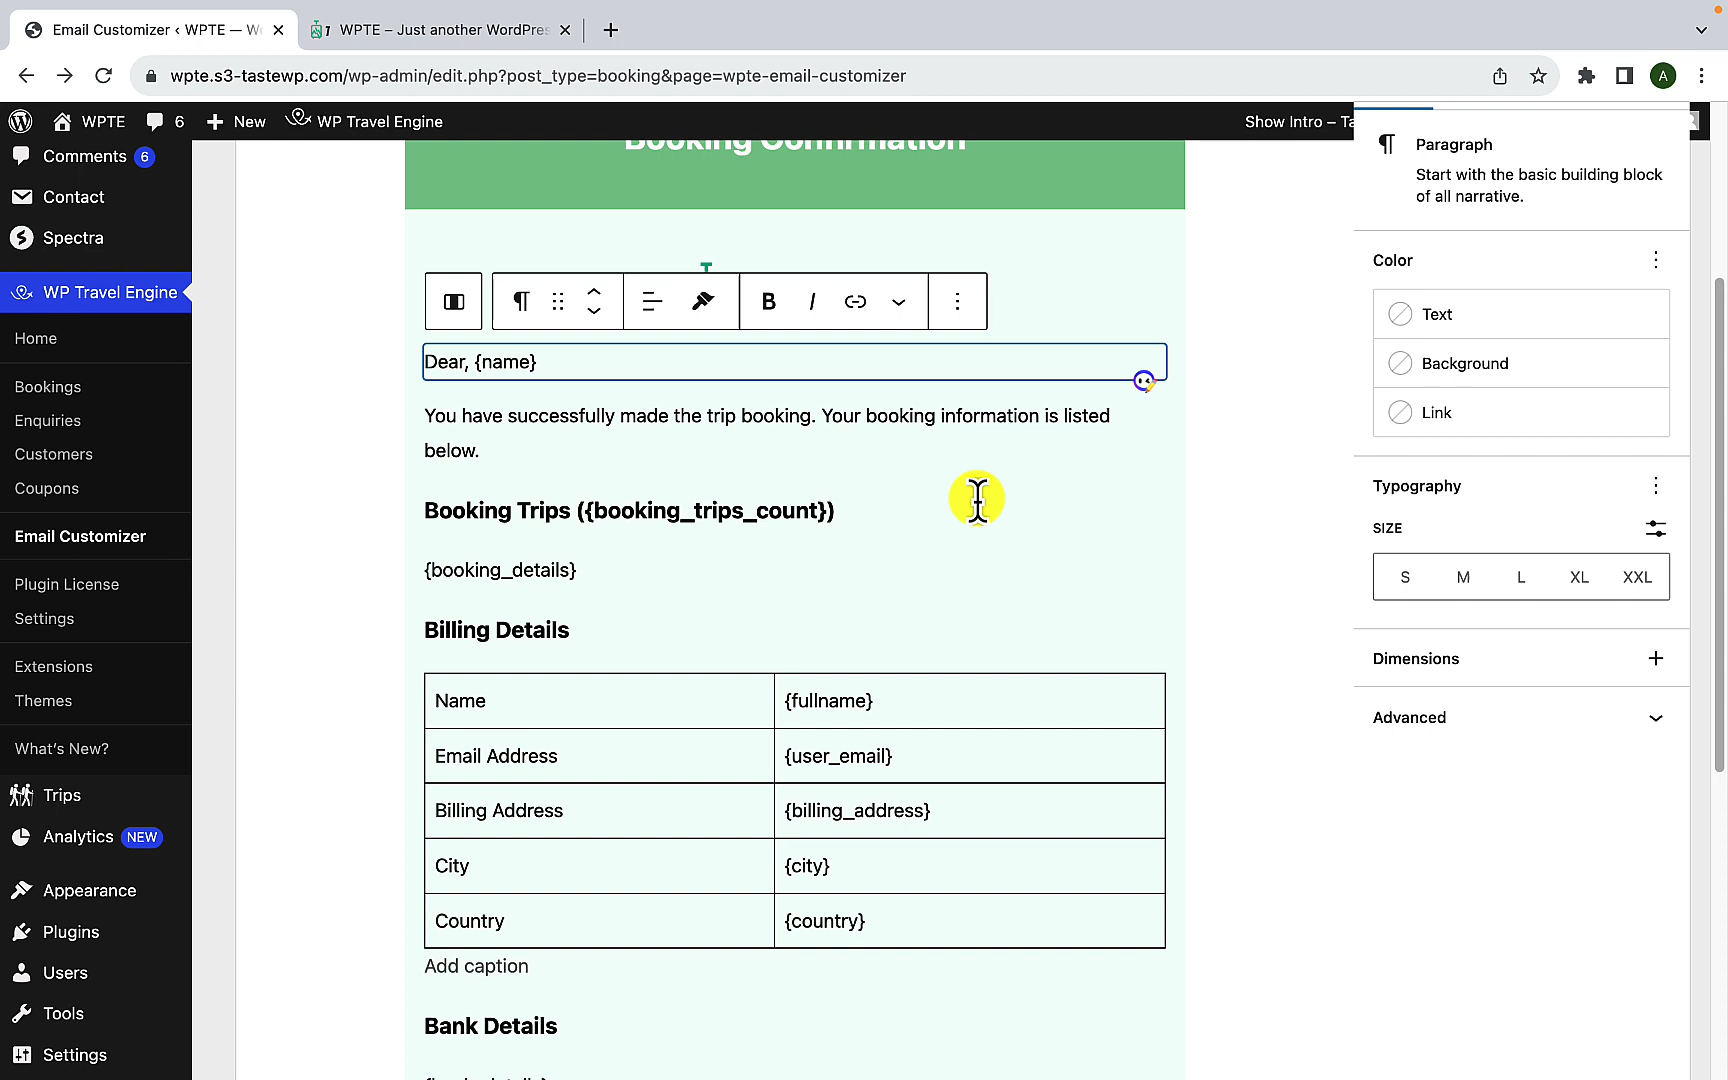 Email Customizer ‹ WPTE — W
WPTE – Just another WordPres
wpte.s3-tastewp.com/wp-admin/edit.php?post_type=booking&page=wpte-email-customizer
A
WPTE
6
New
WP Travel Engine
Show Intro – Ta
Comments 6
Contact
Spectra
WP Travel Engine
Home
Bookings
Enquiries
Customers
Coupons
Email Customizer
Plugin License
Settings
Extensions
Themes
What's New?
Trips
Analytics NEW
Appearance
Plugins
Users
Tools
Settings
Booking Confirmation
B I
Dear, {name}
You have successfully made the trip booking. Your booking information is listed
below.
Booking Trips ({booking_trips_count})
{booking_details}
Billing Details
Name {fullname}
Email Address {user_email}
Billing Address {billing_address}
City {city}
Country {country}
Add caption
Bank Details
Paragraph
Start with the basic building block
of all narrative.
Color
Text
Background
Link
Typography
SIZE
S M L XL XXL
Dimensions
Advanced